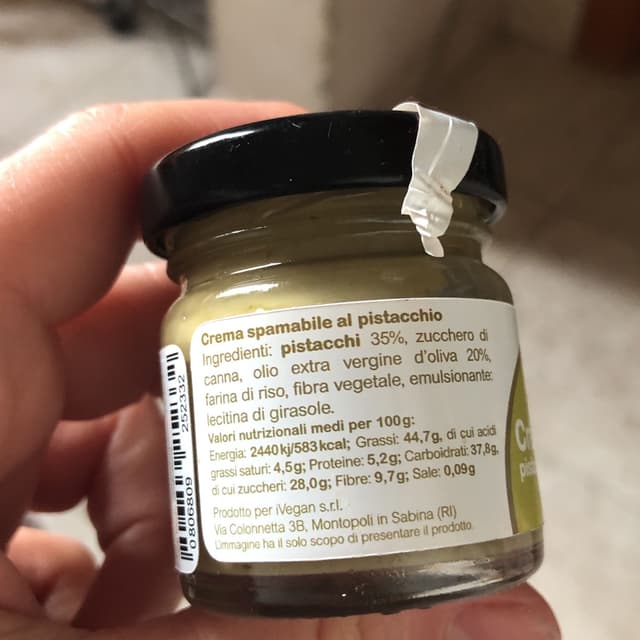 Crema spamabile al pistacchio
Ingredienti: pistacchi 35%, zucchero di
canna, olio extra vergine d'oliva 20%,
farina di riso, fibra vegetale, emulsionante:
lecitina di girasole.
Valori nutrizionali medi per 100g:
Energia: 2440kj/583kcal; Grassi: 44,7g, di cui acidi
grassi saturi: 4,5g; Proteine: 5,2g; Carboidrati: 37,8g,
di cui zuccheri: 28,0g; Fibre: 9,7g; Sale: 0,09g
Prodotto per iVegan s.r.l.
Via Colonnetta 3B, Montopoli in Sabina (RI)
L'immagine ha il solo scopo di presentare il prodotto.
0806809 252332